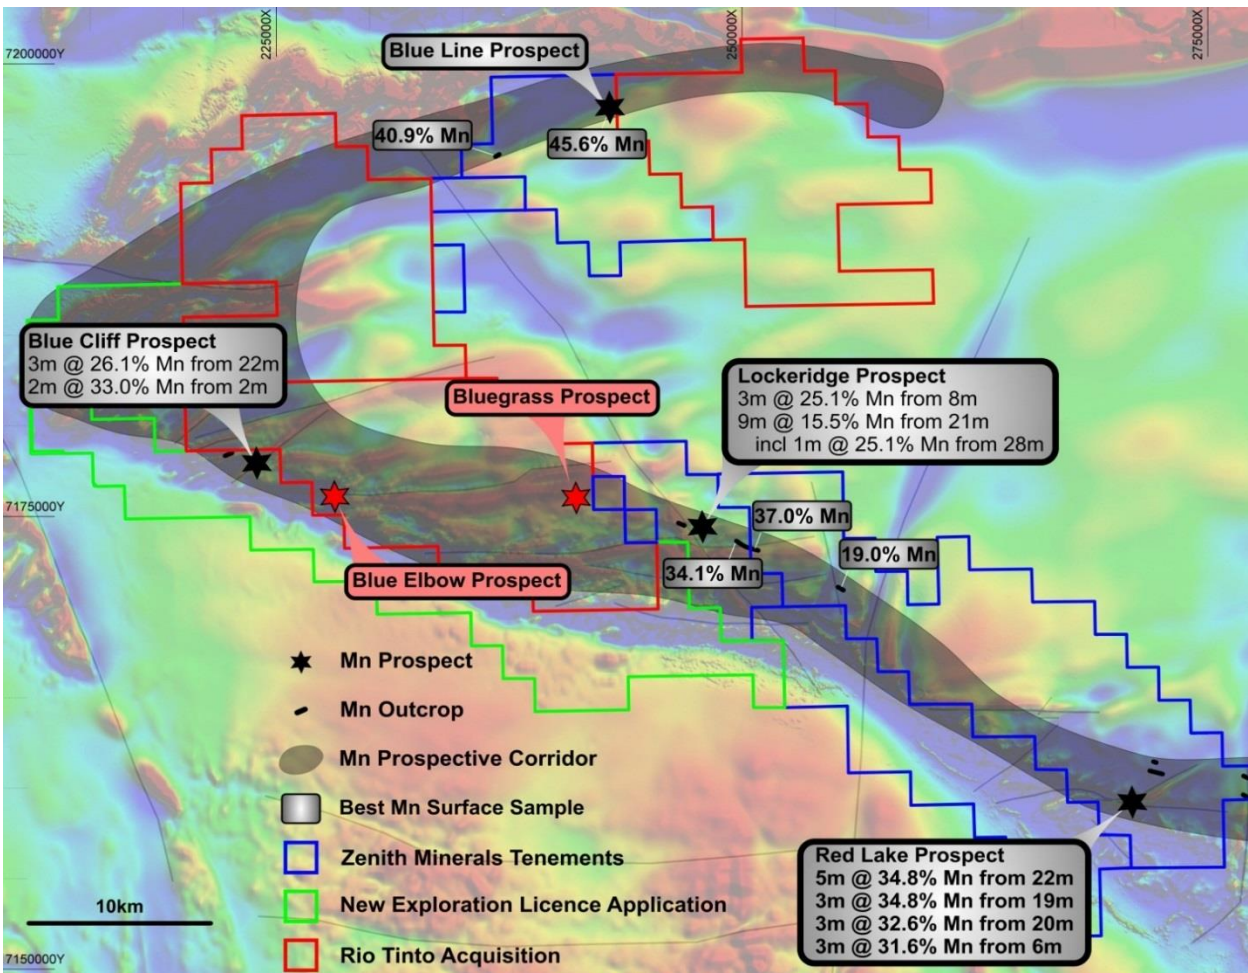 7200000Y
225000X
250000X
275000X
Blue Line Prospect
40.9% Mn
45.6% Mn
Blue Cliff Prospect
3m @ 26.1% Mn from 22m
2m @ 33.0% Mn from 2m
Bluegrass Prospect
Lockeridge Prospect
3m @ 25.1% Mn from 8m
9m @ 15.5% Mn from 21m
incl 1m @ 25.1% Mn from 28m
7175000Y
37.0% Mn
19.0% Mn
34.1% Mn
Blue Elbow Prospect
Mn Prospect
Mn Outcrop
Mn Prospective Corridor
Best Mn Surface Sample
Zenith Minerals Tenements
New Exploration Licence Application
Rio Tinto Acquisition
10km
Red Lake Prospect
5m @ 34.8% Mn from 22m
3m @ 34.8% Mn from 19m
3m @ 32.6% Mn from 20m
3m @ 31.6% Mn from 6m
7150000Y